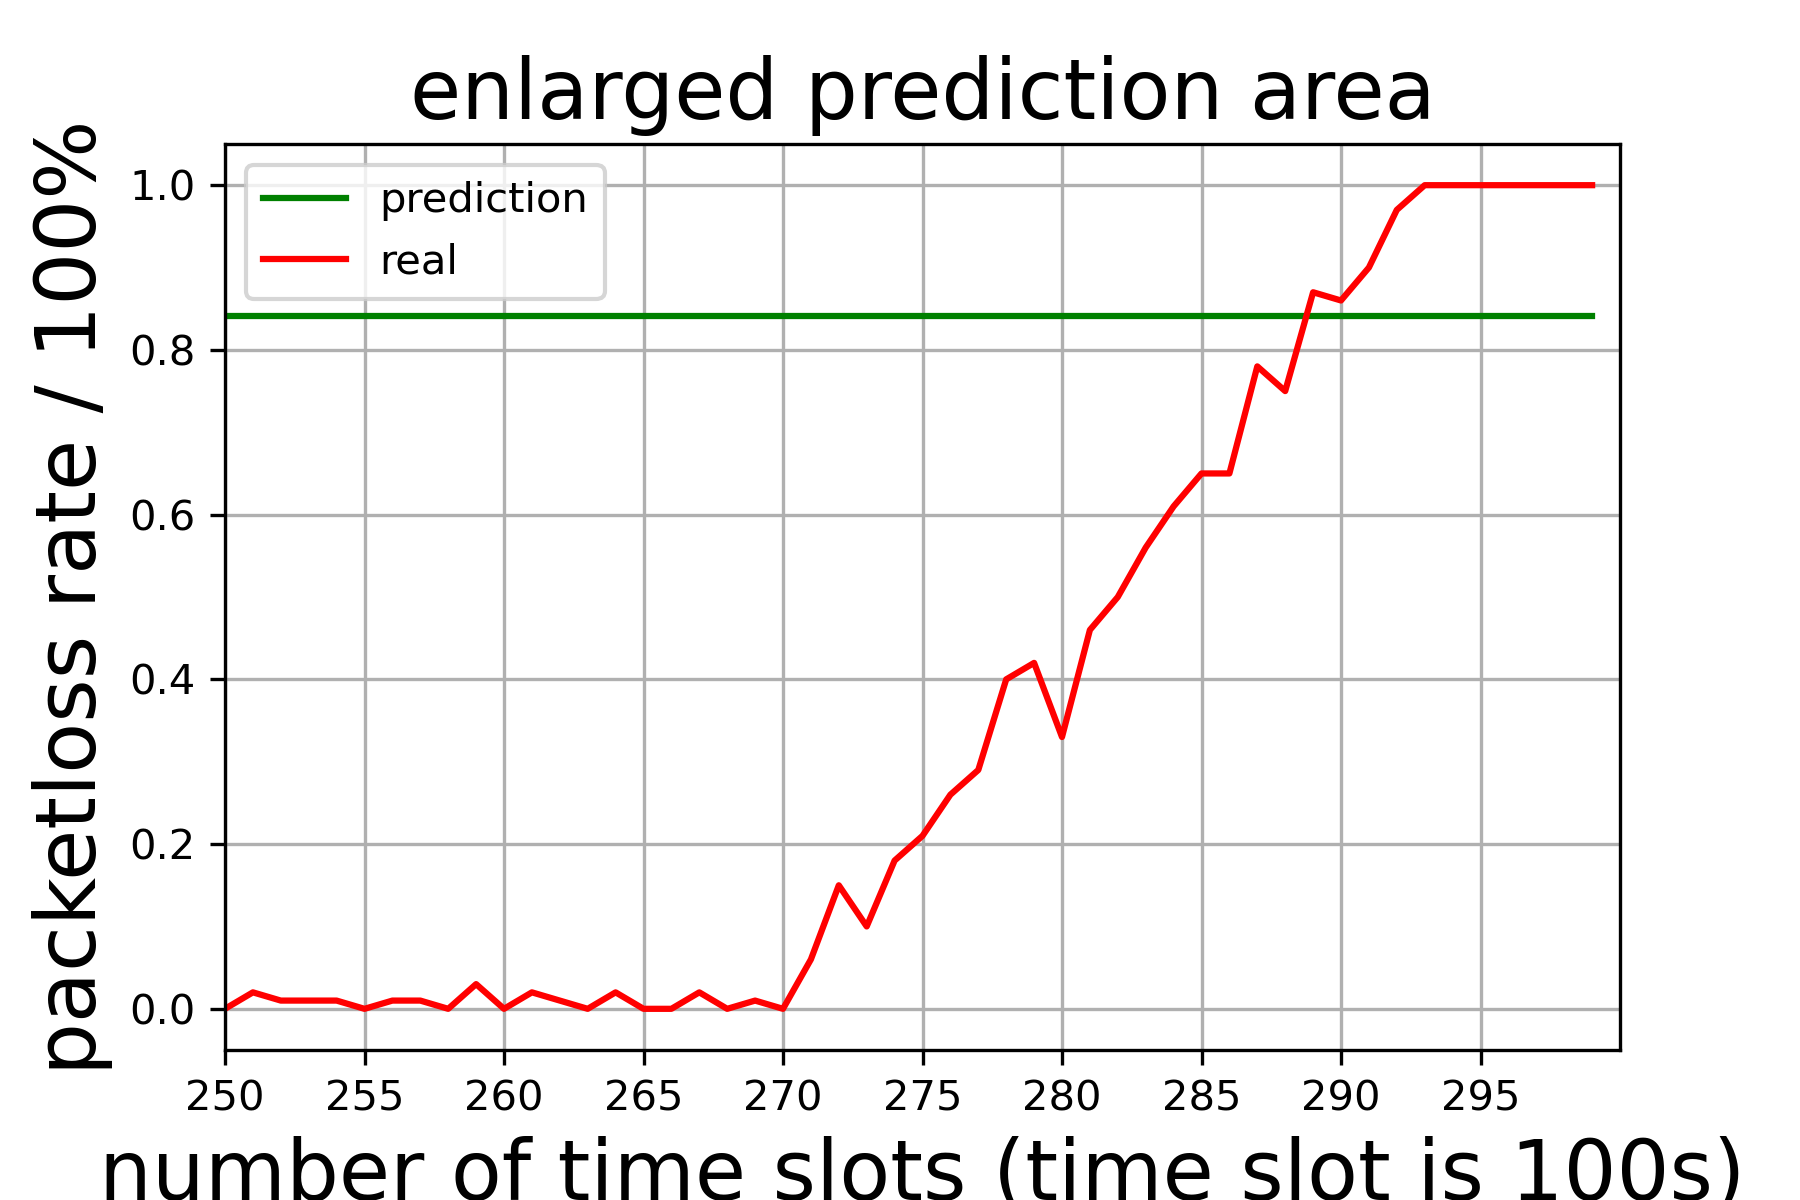 enlarged prediction area
packetloss rate / 100%
1.0
0.8
0.6
0.4
0.2
0.0
prediction
real
250 255 260 265 270 275 280 285 290 295
number of time slots (time slot is 100s)